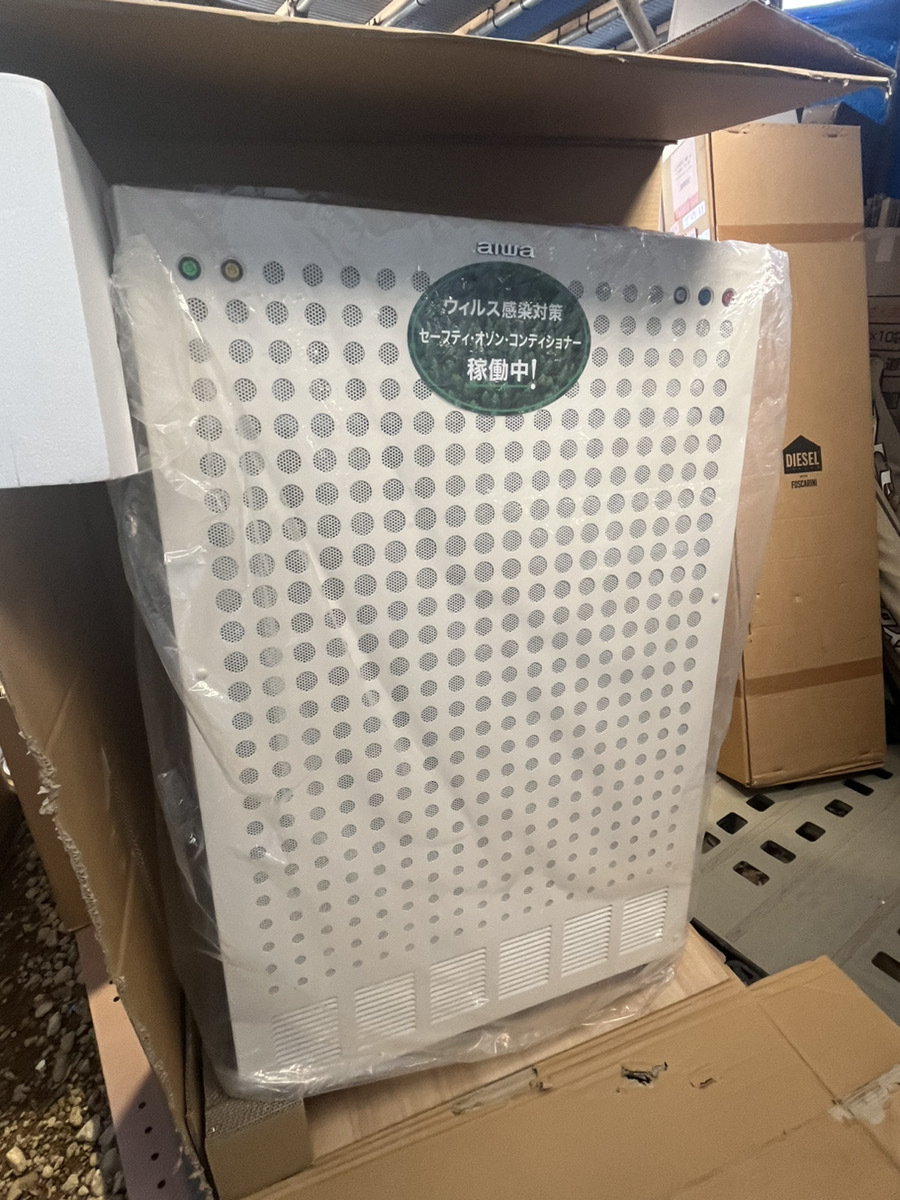 aiwa
ウィルス感染対策
セーフティ・オゾン・コンディショナー
稼働中!
DIESEL
FOSCARINI